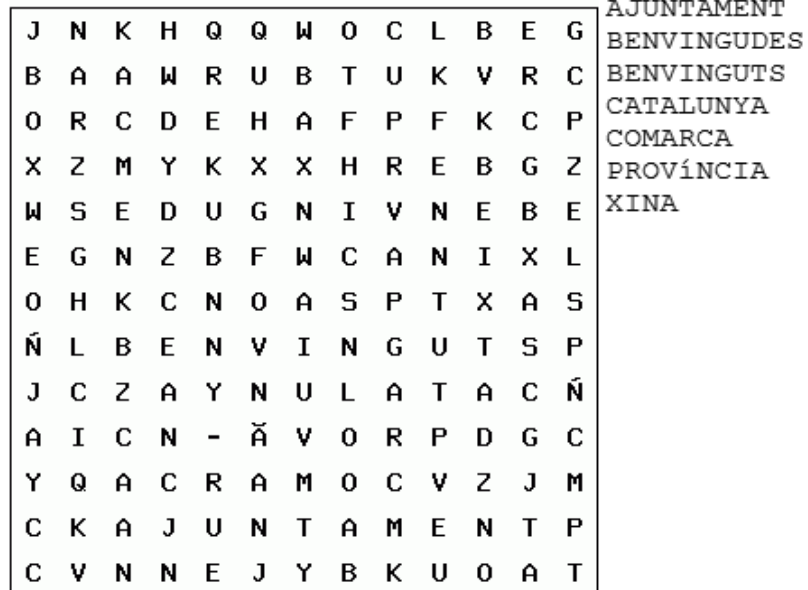 J N K H Q Q W O C L B E G
B A A W R U B T U K V R C
O R C D E H A F P F K C P
X Z M Y K X X H R E B G Z
W S E D U G N I V N E B E
E G N Z B F W C A N I X L
O H K C N O A S P T X A S
Ñ L B E N V I N G U T S P
J C Z A Y N U L A T A C Ñ
A I C N - Ă V O R P D G C
Y Q A C R A M O C V Z J M
C K A J U N T A M E N T P
C V N N E J Y B K U O A T
AJUNTAMENT
BENVINGUDES
BENVINGUTS
CATALUNYA
COMARCA
PROVíNCIA
XINA